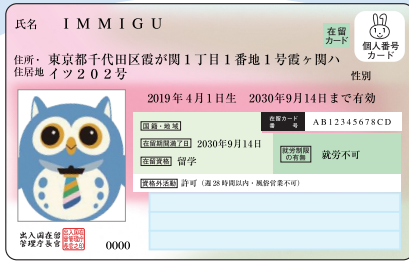 氏名 IMMIGU
在留カード
個人番号カード
住所・居住地 東京都千代田区霞が関1丁目1番地1号霞ヶ関ハイツ202号
性別
2019年4月1日生 2030年9月14日まで有効
国籍・地域
在留カード番号 AB12345678CD
在留期間満了日 2030年9月14日
在留資格 留学
就労制限の有無 就労不可
資格外活動 許可（週28時間以内・風俗営業不可）
出入国在留管理庁長官
0000